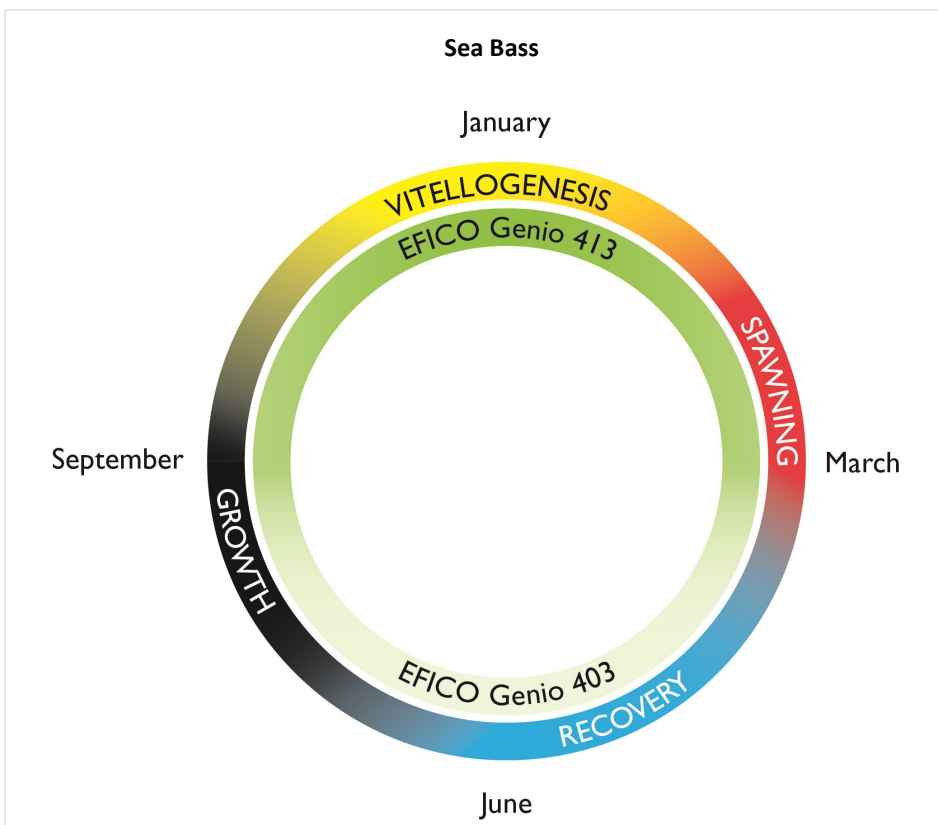 Sea Bass
January
VITELLOGENESIS
EFICO Genio 413
SPAWNING
September
March
GROWTH
EFICO Genio 403
RECOVERY
June